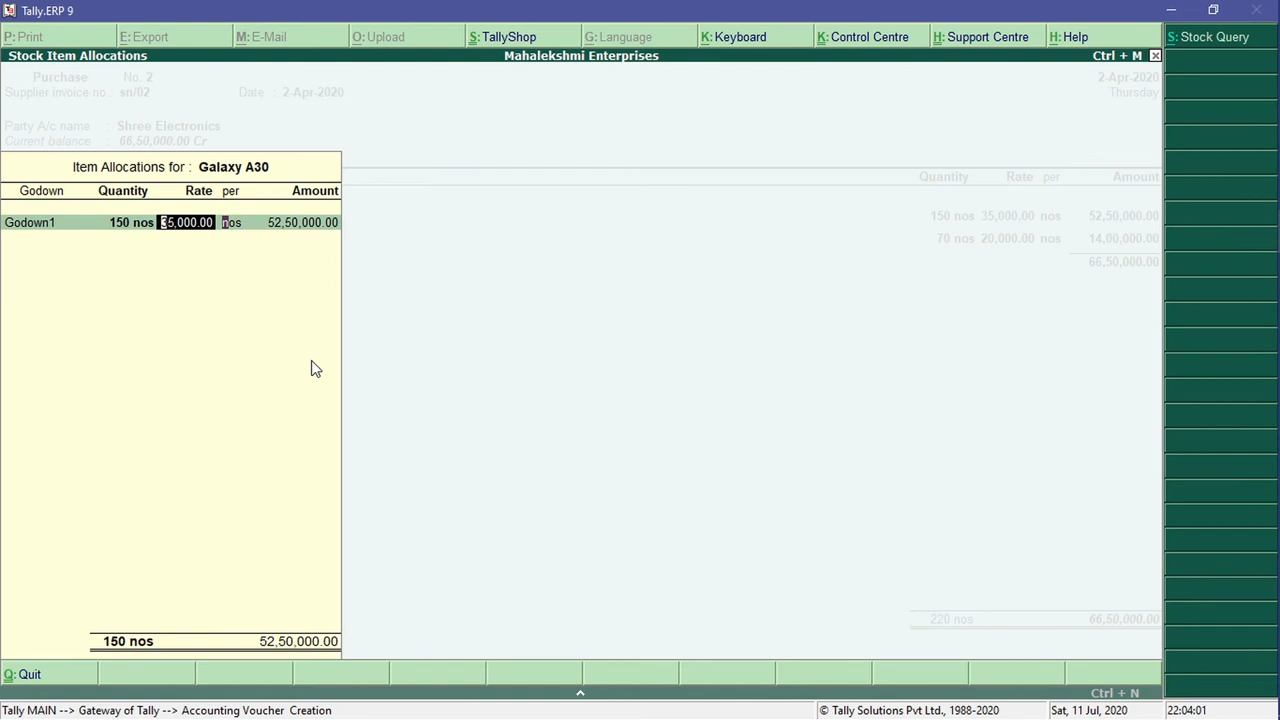 Tally.ERP 9
P: Print E: Export M: E-Mail O: Upload S: TallyShop G: Language K: Keyboard K: Control Centre H: Support Centre H: Help S: Stock Query
Stock Item Allocations Mahalekshmi Enterprises Ctrl + M
Purchase No. 2 2-Apr-2020
Supplier invoice no.: sn/02 Date : 2-Apr-2020 Thursday
Party A/c name : Shree Electronics
Current balance : 66,50,000.00 Cr
Item Allocations for : Galaxy A30
Godown Quantity Rate per Amount
Godown1 150 nos 35,000.00 nos 52,50,000.00
150 nos 52,50,000.00
Quantity Rate per Amount
150 nos 35,000.00 nos 52,50,000.00
70 nos 20,000.00 nos 14,00,000.00
66,50,000.00
220 nos 66,50,000.00
Q: Quit
Ctrl + N
Tally MAIN --> Gateway of Tally --> Accounting Voucher Creation © Tally Solutions Pvt Ltd., 1988-2020 Sat, 11 Jul, 2020 22:04:01